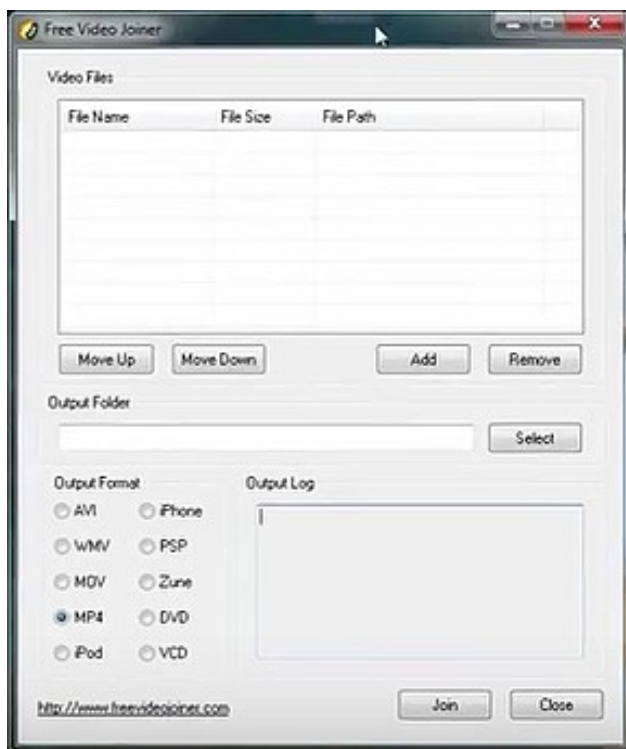 Free Video Joiner
Video Files
File Name File Size File Path
Move Up Move Down Add Remove
Output Folder
Select
Output Format Output Log
AVI iPhone
WMV PSP
MOV Zune
MP4 DVD
iPod VCD
http://www.freevideojoiner.com
Join Close